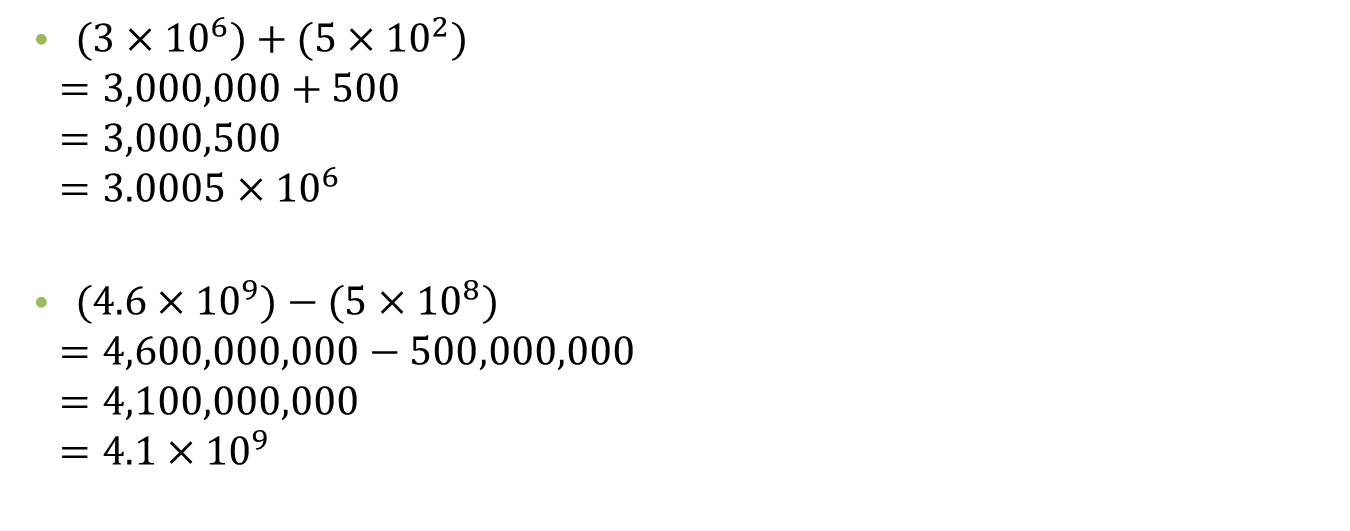 • (3 × 10⁶) + (5 × 10²)
= 3,000,000 + 500
= 3,000,500
= 3.0005 × 10⁶
• (4.6 × 10⁹) − (5 × 10⁸)
= 4,600,000,000 − 500,000,000
= 4,100,000,000
= 4.1 × 10⁹